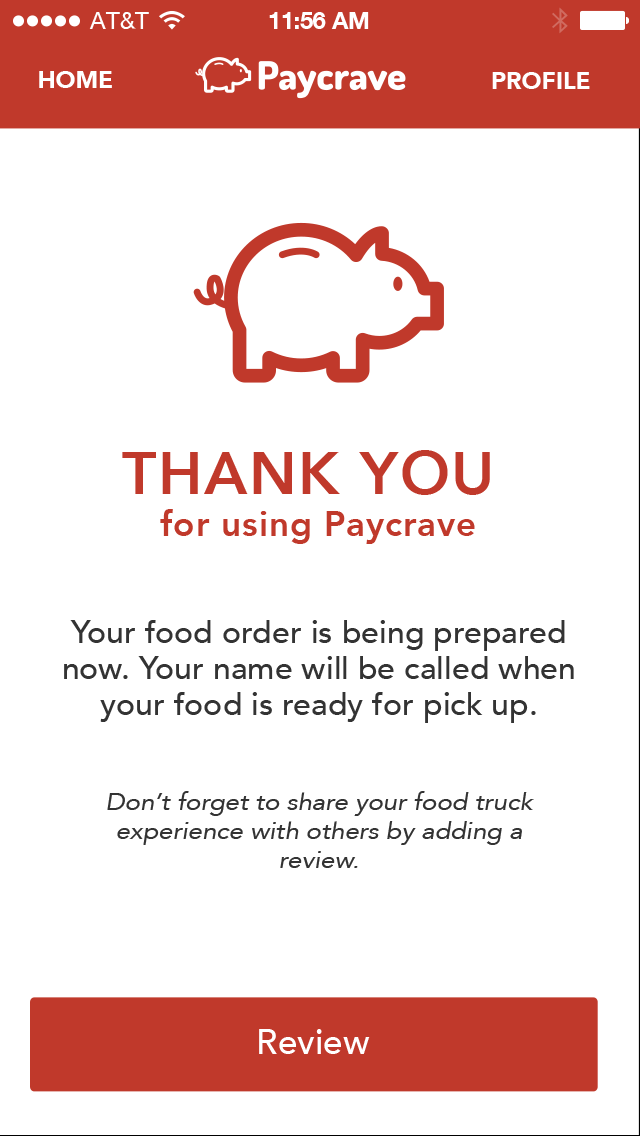 AT&T 11:56 AM
HOME Paycrave PROFILE
THANK YOU
for using Paycrave
Your food order is being prepared
now. Your name will be called when
your food is ready for pick up.
Don’t forget to share your food truck
experience with others by adding a
review.
Review